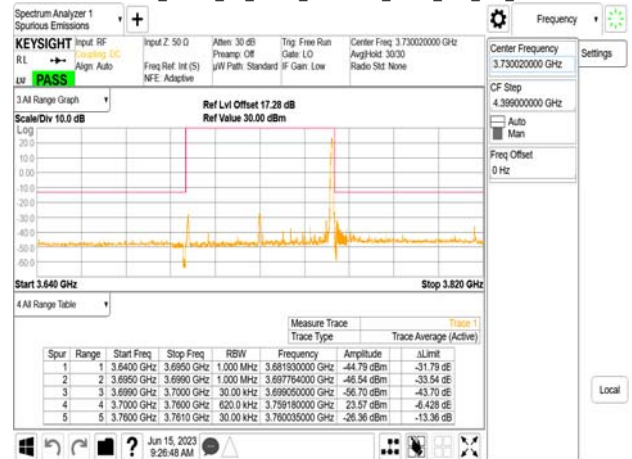 Spectrum Analyzer 1
Spurious Emissions
+
Frequency
KEYSIGHT Input: RF Input Z: 50 Ω Atten: 30 dB Trig: Free Run Center Freq: 3.730020000 GHz
RL Coupling: DC Preamp: Off Gate: LO Avg|Hold: 30/30
Align: Auto Freq Ref: Int (S) µW Path: Standard IF Gain: Low Radio Std: None
LW PASS NFE: Adaptive
Center Frequency
3.730020000 GHz
Settings
CF Step
4.399000000 GHz
Auto
Man
Freq Offset
0 Hz
Local
3 All Range Graph
Ref Lvl Offset 17.28 dB
Scale/Div 10.0 dB Ref Value 30.00 dBm
Log
20.0
10.0
0.00
-10.0
-20.0
-30.0
-40.0
-50.0
-60.0
Start 3.640 GHz Stop 3.820 GHz
4 All Range Table
Measure Trace Trace 1
Trace Type Trace Average (Active)
Spur Range Start Freq Stop Freq RBW Frequency Amplitude ΔLimit
1 1 3.6400 GHz 3.6950 GHz 1.000 MHz 3.681930000 GHz -44.79 dBm -31.79 dB
2 2 3.6950 GHz 3.6990 GHz 1.000 MHz 3.697764000 GHz -46.54 dBm -33.54 dB
3 3 3.6990 GHz 3.7000 GHz 30.00 kHz 3.699050000 GHz -56.70 dBm -43.70 dB
4 4 3.7000 GHz 3.7600 GHz 620.0 kHz 3.759180000 GHz 23.57 dBm -6.428 dB
5 5 3.7600 GHz 3.7610 GHz 30.00 kHz 3.760035000 GHz -26.36 dBm -13.36 dB
?
Jun 15, 2023
9:26:48 AM